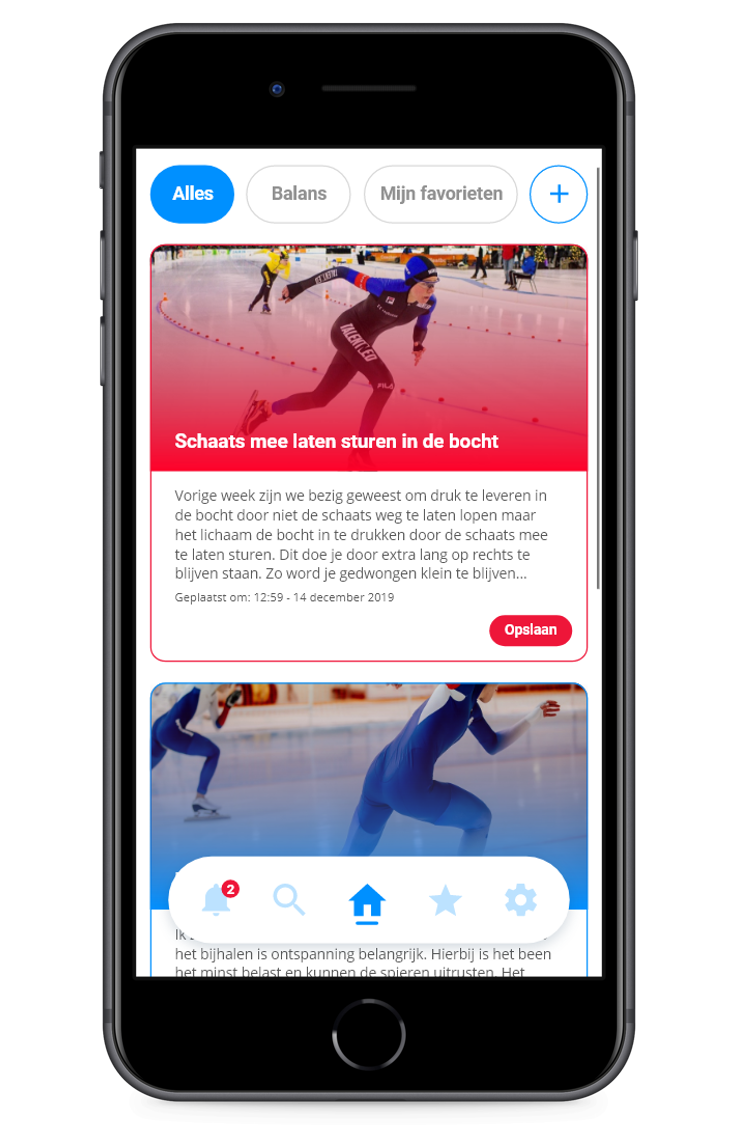 Alles
Balans
Mijn favorieten
TALENTED
FILA
Schaats mee laten sturen in de bocht
Vorige week zijn we bezig geweest om druk te leveren in
de bocht door niet de schaats weg te laten lopen maar
het lichaam de bocht in te drukken door de schaats mee
te laten sturen. Dit doe je door extra lang op rechts te
blijven staan. Zo word je gedwongen klein te blijven...
Geplaatst om: 12:59 - 14 december 2019
Opslaan
2
Ik
het bijhalen is ontspanning belangrijk. Hierbij is het been
het minst belast en kunnen de spieren uitrusten. Het